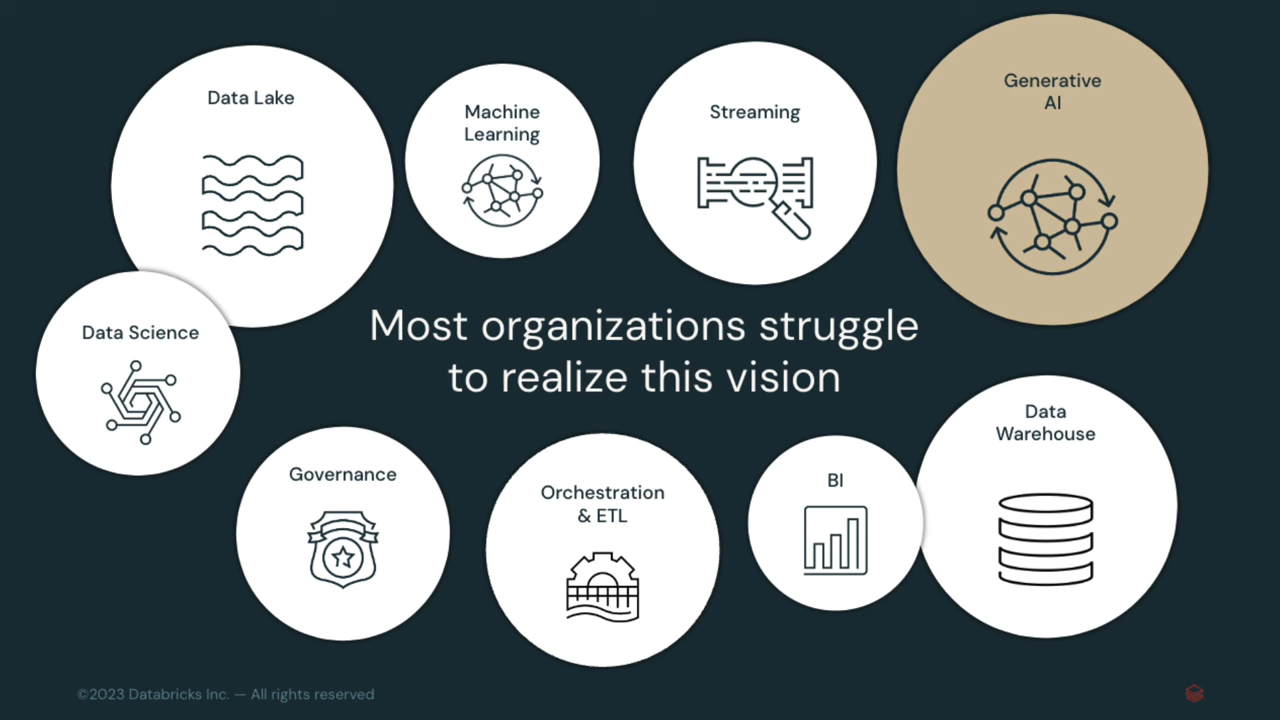 Data Lake
Machine
Learning
Streaming
Generative
AI
Data Science
Most organizations struggle
to realize this vision
Governance
Orchestration
& ETL
BI
Data
Warehouse
©2023 Databricks Inc. — All rights reserved